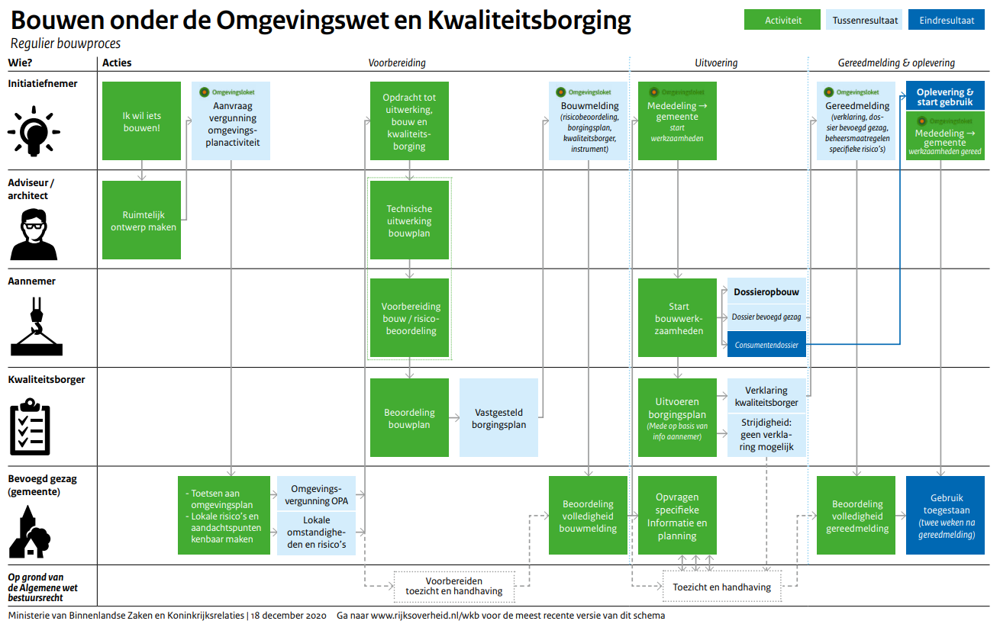 Bouwen onder de Omgevingswet en Kwaliteitsborging
Regulier bouwproces
Activiteit
Tussenresultaat
Eindresultaat
Wie?
Acties
Voorbereiding
Uitvoering
Gereedmelding & oplevering
Initiatiefnemer
Ik wil iets
bouwen!
Omgevingsloket
Aanvraag
vergunning
omgevings-
planactiviteit
Opdracht tot
uitwerking,
bouw en
kwaliteits-
borging
Omgevingsloket
Bouwmelding
(risicobeoordeling,
borgingsplan,
kwaliteitsborger,
instrument)
Omgevingsloket
Mededeling →
gemeente
start
werkzaamheden
Omgevingsloket
Gereedmelding
(verklaring, dos-
sier bevoegd gezag,
beheersmaatregelen
specifieke risico's)
Oplevering &
start gebruik
Omgevingsloket
Mededeling →
gemeente
werkzaamheden gereed
Adviseur /
architect
Ruimtelijk
ontwerp maken
Technische
uitwerking
bouwplan
Aannemer
Voorbereiding
bouw / risico-
beoordeling
Start
bouwwerk-
zaamheden
Dossieropbouw
Dossier bevoegd gezag
Consumentendossier
Kwaliteitsborger
Beoordeling
bouwplan
Vastgesteld
borgingsplan
Uitvoeren
borgingsplan
(Mede op basis van
info aannemer)
Verklaring
kwaliteitsborger
Strijdigheid:
geen verkla-
ring mogelijk
Bevoegd gezag
(gemeente)
- Toetsen aan
omgevingsplan
- Lokale risico's en
aandachtspunten
kenbaar maken
Omgevings-
vergunning OPA
Lokale
omstandighe-
den en risico's
Beoordeling
volledigheid
bouwmelding
Opvragen
specifieke
Informatie en
planning
Beoordeling
volledigheid
gereedmelding
Gebruik
toegestaan
(twee weken na
gereedmelding)
Op grond van
de Algemene wet
bestuursrecht
Voorbereiden
toezicht en handhaving
Toezicht en handhaving
Ministerie van Binnenlandse Zaken en Koninkrijksrelaties | 18 december 2020 Ga naar www.rijksoverheid.nl/wkb voor de meest recente versie van dit schema